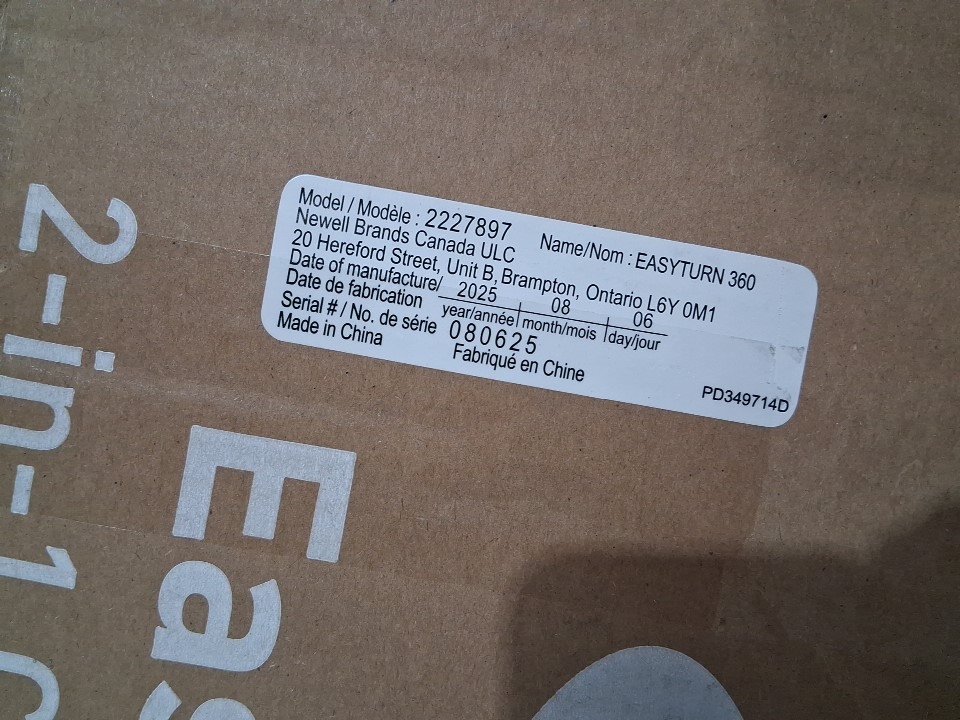 Model / Modèle : 2227897 Name/Nom : EASYTURN 360
Newell Brands Canada ULC
20 Hereford Street, Unit B, Brampton, Ontario L6Y 0M1
Date of manufacture/ 2025 08 06
Date de fabrication year/année month/mois day/jour
Serial # / No. de série 080625
Made in China Fabriqué en Chine
PD349714D
2-in-1
Eas